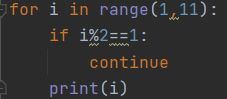 for i in range(1,11):
    if i%2==1:
        continue
    print(i)